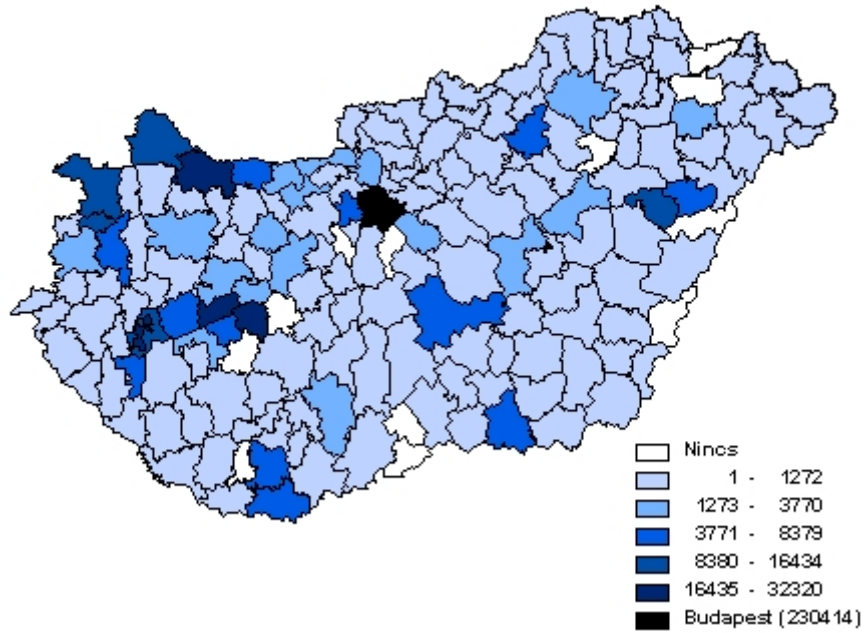 Nincs
1 - 1272
1273 - 3770
3771 - 8379
8380 - 16434
16435 - 32320
Budapest (230414)